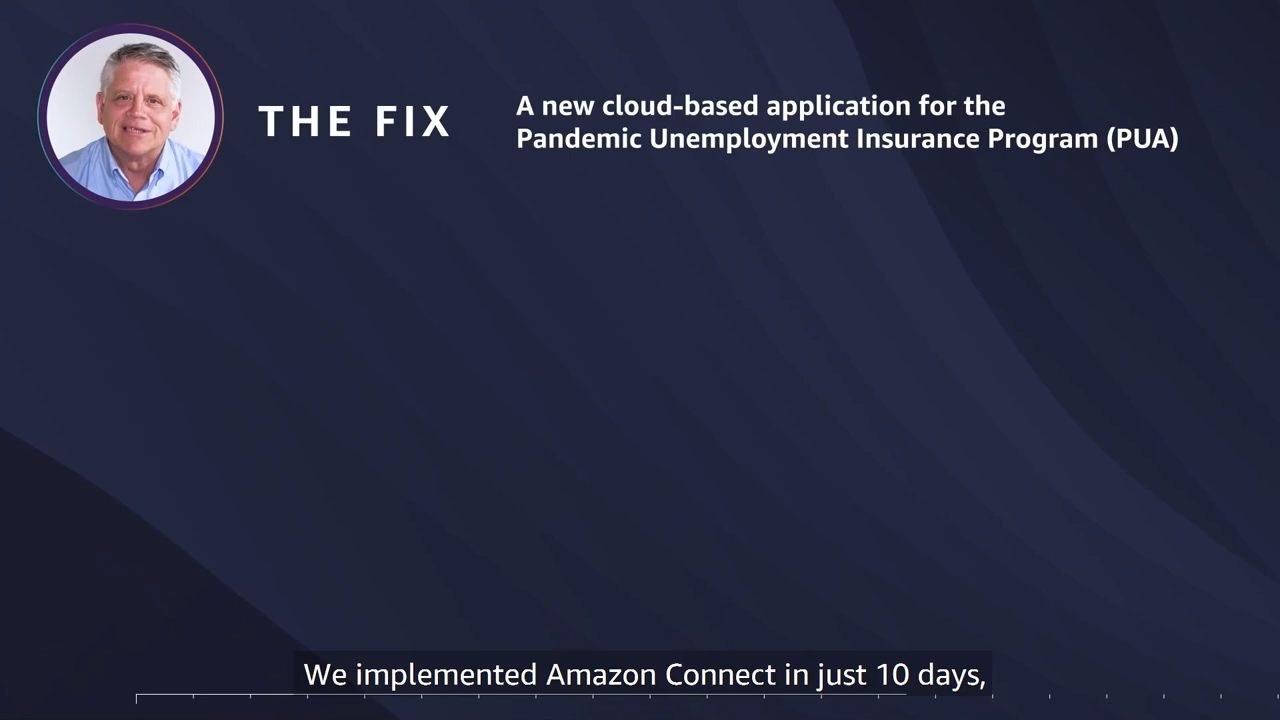 THE FIX
A new cloud-based application for the
Pandemic Unemployment Insurance Program (PUA)
We implemented Amazon Connect in just 10 days,